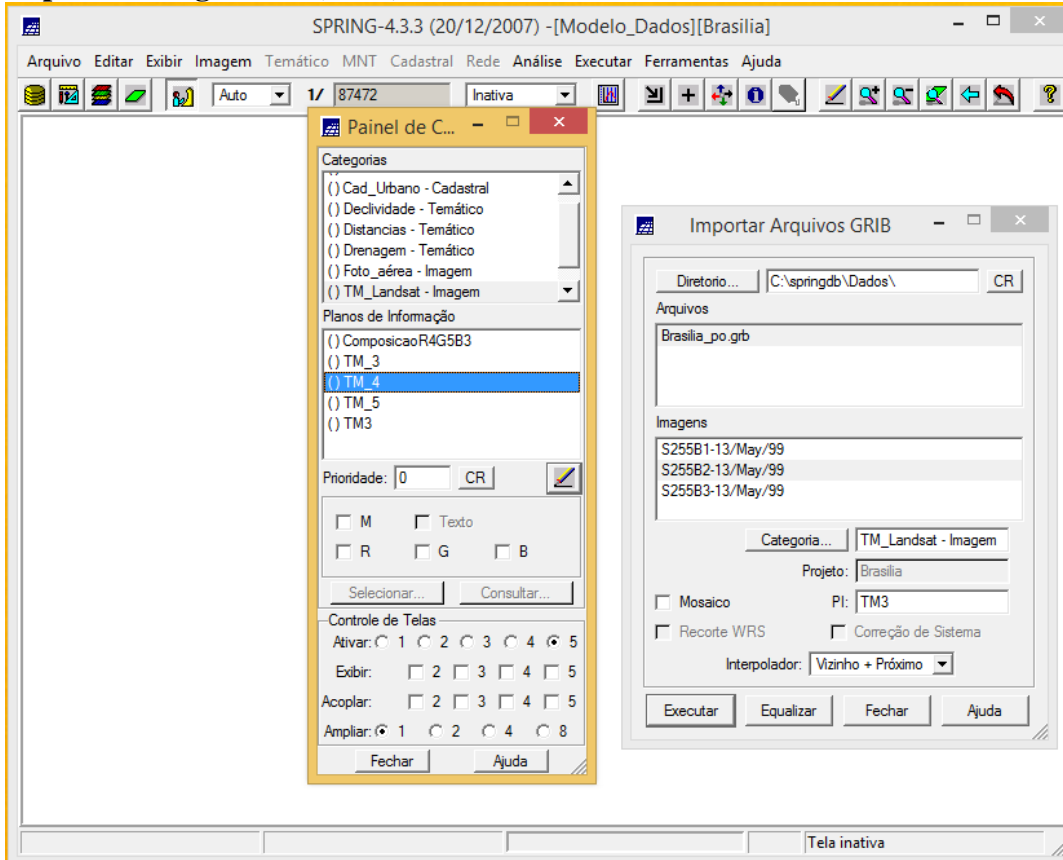 SPRING-4.3.3 (20/12/2007) -[Modelo_Dados][Brasilia]
Arquivo Editar Exibir Imagem Temático MNT Cadastral Rede Análise Executar Ferramentas Ajuda
Auto 1/ 87472 Inativa
Painel de C...
Categorias
() Cad_Urbano - Cadastral
() Declividade - Temático
() Distancias - Temático
() Drenagem - Temático
() Foto_aérea - Imagem
() TM_Landsat - Imagem
Planos de Informação
() ComposicaoR4G5B3
() TM_3
() TM_4
() TM_5
() TM3
Prioridade: 0 CR
M Texto
R G B
Selecionar... Consultar...
Controle de Telas
Ativar: 1 2 3 4 5
Exibir: 2 3 4 5
Acoplar: 2 3 4 5
Ampliar: 1 2 4 8
Fechar Ajuda
Importar Arquivos GRIB
Diretorio... C:\springdb\Dados\ CR
Arquivos
Brasilia_po.grb
Imagens
S255B1-13/May/99
S255B2-13/May/99
S255B3-13/May/99
Categoria... TM_Landsat - Imagem
Projeto: Brasilia
Mosaico PI: TM3
Recorte WRS Correção de Sistema
Interpolador: Vizinho + Próximo
Executar Equalizar Fechar Ajuda
Tela inativa